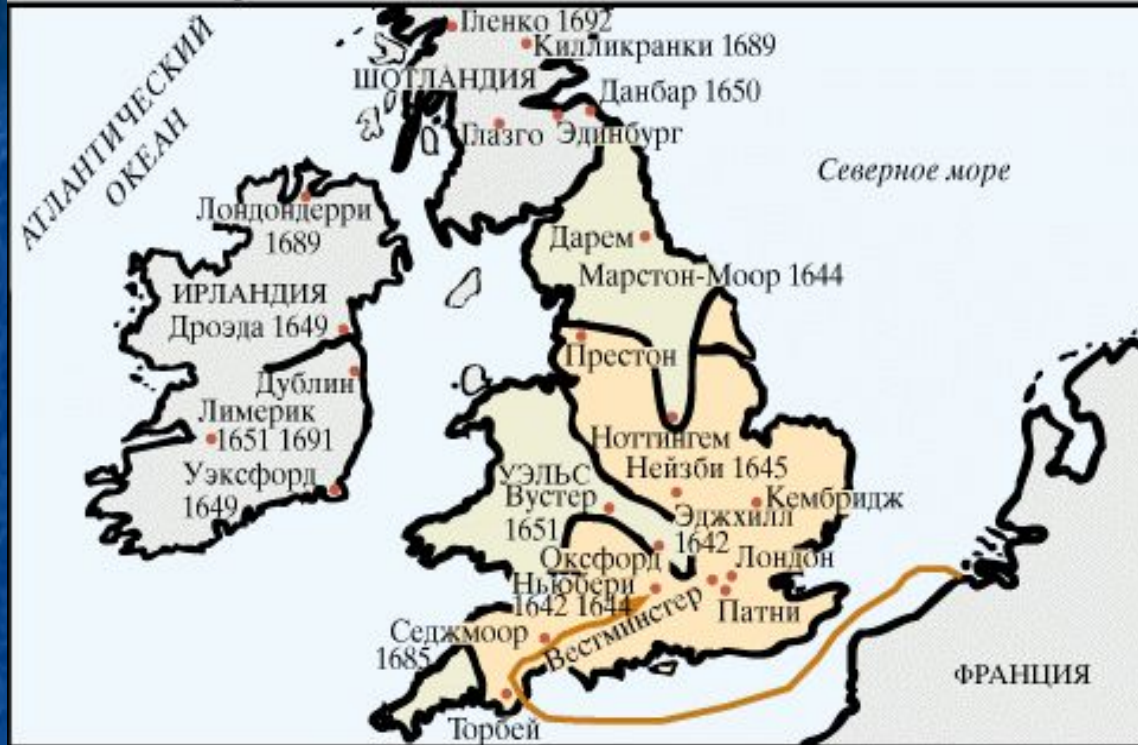 Гленко 1692
Килликранки 1689
АТЛАНТИЧЕСКИЙ
ОКЕАН
ШОТЛАНДИЯ
Данбар 1650
Глазго
Эдинбург
Северное море
Лондондерри
1689
Дарем
Марстон-Моор 1644
ИРЛАНДИЯ
Дроэда 1649
Престон
Дублин
Лимерик
1651 1691
Ноттингем
Нейзби 1645
Уэксфорд
1649
УЭЛЬС
Вустер
1651
Кембридж
Эджхилл
1642
Оксфорд
Лондон
Ньюбери
1642 1644
Вестминстер
Патни
Седжмоор
1685
ФРАНЦИЯ
Торбей